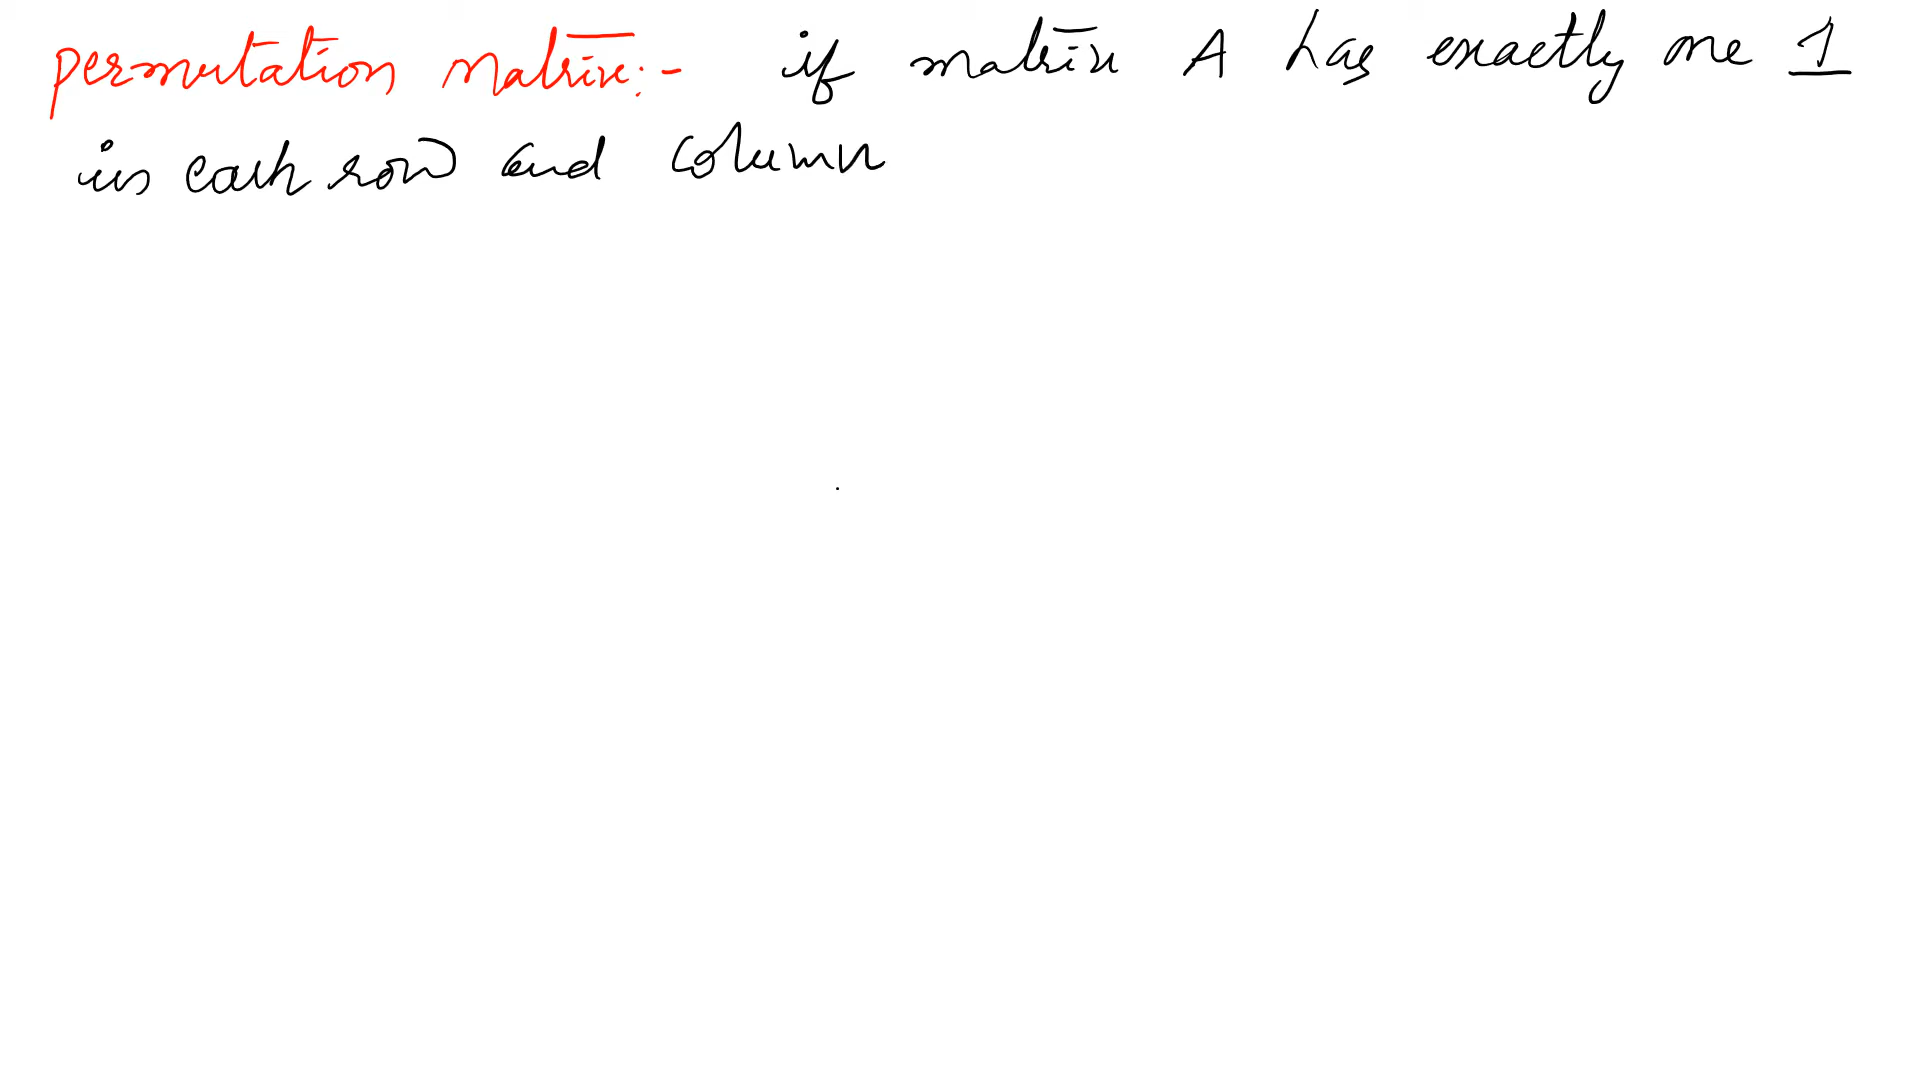 permutation Matrix:- if matrix A has exactly one 1
in each row and column